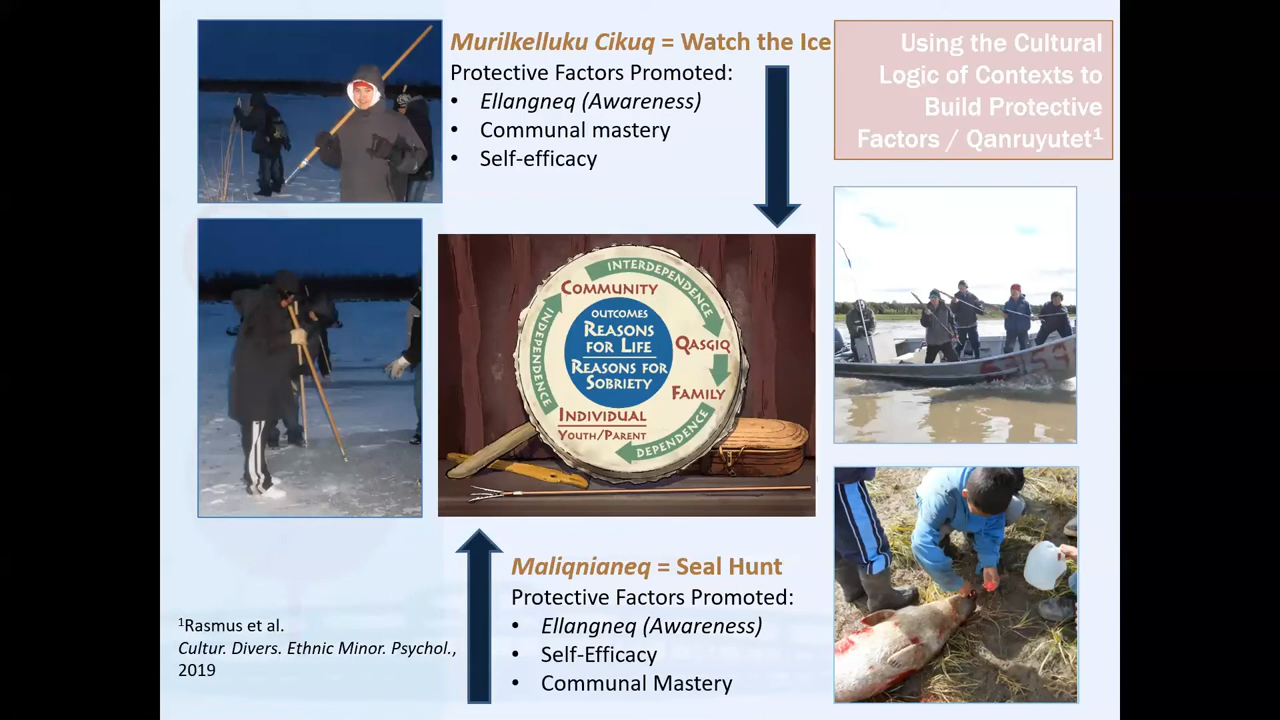 Murilkelluku Cikuq = Watch the Ice
Protective Factors Promoted:
• Ellangneq (Awareness)
• Communal mastery
• Self-efficacy
Using the Cultural
Logic of Contexts to
Build Protective
Factors / Qanruyutet¹
INTERDEPENDENCE
COMMUNITY
OUTCOMES
REASONS
FOR LIFE
REASONS FOR
SOBRIETY
QASGIQ
FAMILY
INDEPENDENCE
INDIVIDUAL
YOUTH/PARENT
DEPENDENCE
Maliqnianeq = Seal Hunt
Protective Factors Promoted:
• Ellangneq (Awareness)
• Self-Efficacy
• Communal Mastery
¹Rasmus et al.
Cultur. Divers. Ethnic Minor. Psychol.,
2019